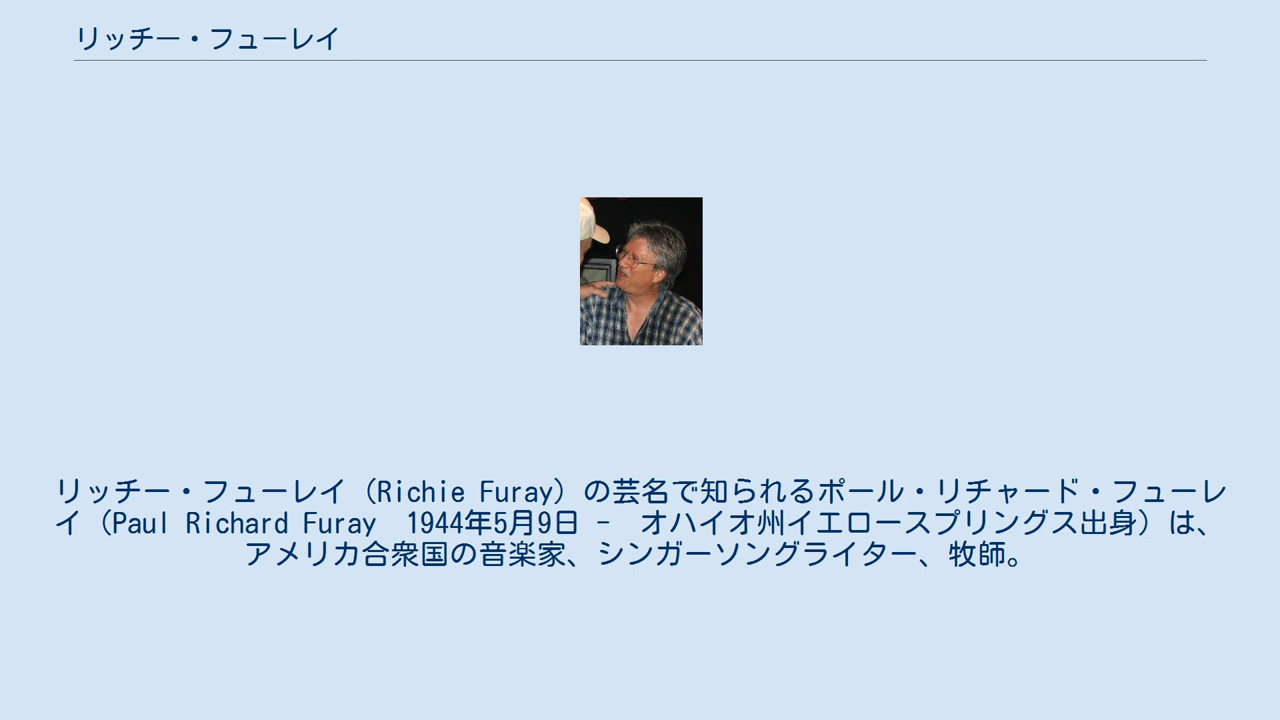 リッチー・フューレイ
リッチー・フューレイ（Richie Furay）の芸名で知られるポール・リチャード・フューレ
イ（Paul Richard Furay　1944年5月9日 -　オハイオ州イエロースプリングス出身）は、
アメリカ合衆国の音楽家、シンガーソングライター、牧師。